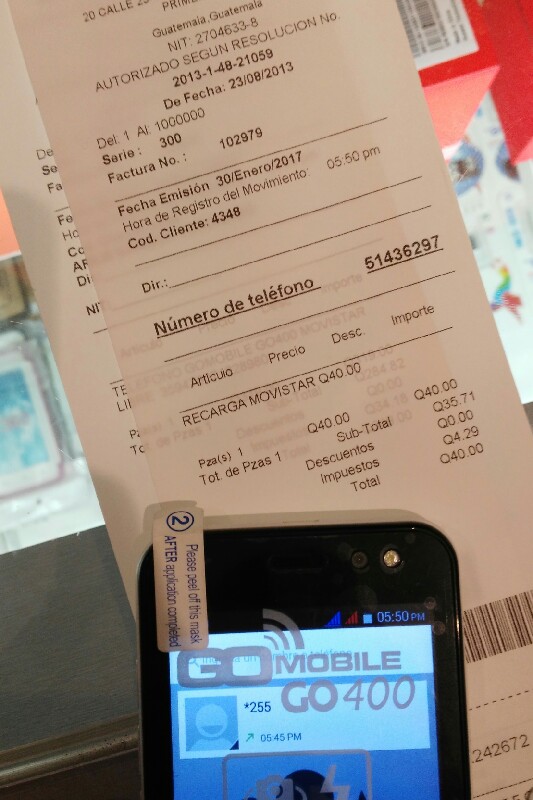 20 CALLE
Guatemala,Guatemala
NIT: 2704633-8
AUTORIZADO SEGUN RESOLUCION No.
2013-1-48-21059
De Fecha: 23/08/2013
Del: 1 Al: 1000000
Serie : 300
Factura No. : 102979
Fecha Emisión 30/Enero/2017
Hora de Registro del Movimiento: 05:50 pm
Cod. Cliente: 4348
Dir.:
Número de teléfono 51436297
Articulo Precio Desc. Importe
RECARGA MOVISTAR Q40.00
Pza(s) 1 Q40.00 Q40.00
Tot. de Pzas 1 Sub-Total Q35.71
Descuentos Q0.00
Impuestos Q4.29
Total Q40.00
2
Please peel off this mask
AFTER application completed
05:50 PM
GOMOBILE
GO400
*255
05:45 PM
242672